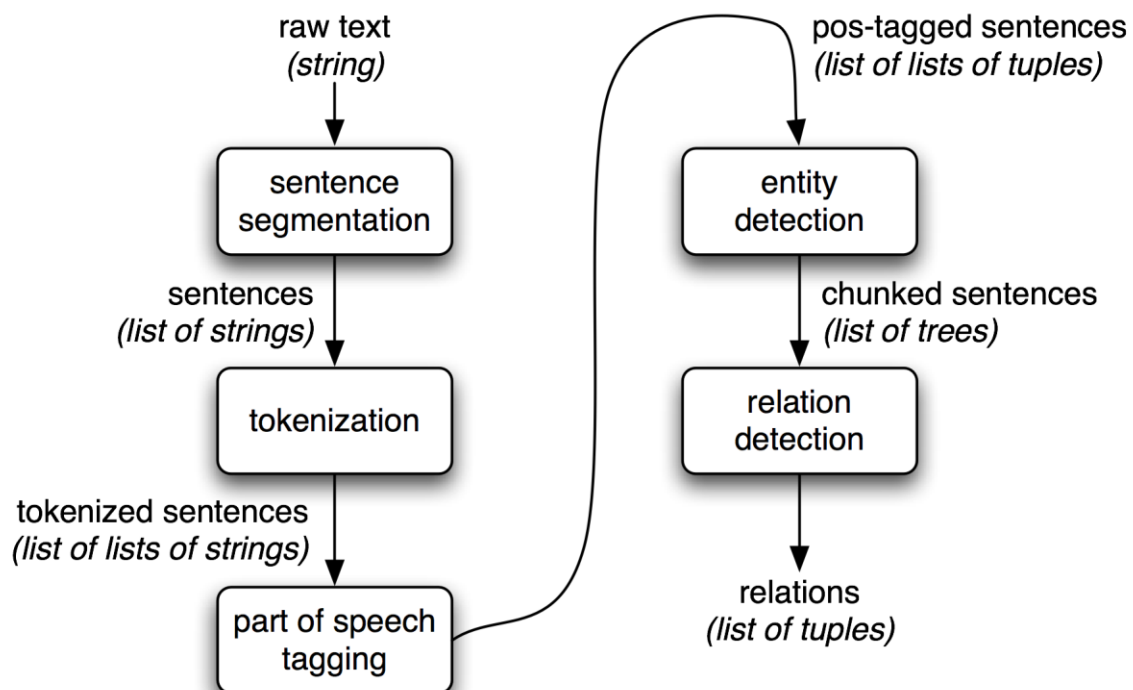 raw text
(string)
sentence
segmentation
sentences
(list of strings)
tokenization
tokenized sentences
(list of lists of strings)
part of speech
tagging
pos-tagged sentences
(list of lists of tuples)
entity
detection
chunked sentences
(list of trees)
relation
detection
relations
(list of tuples)